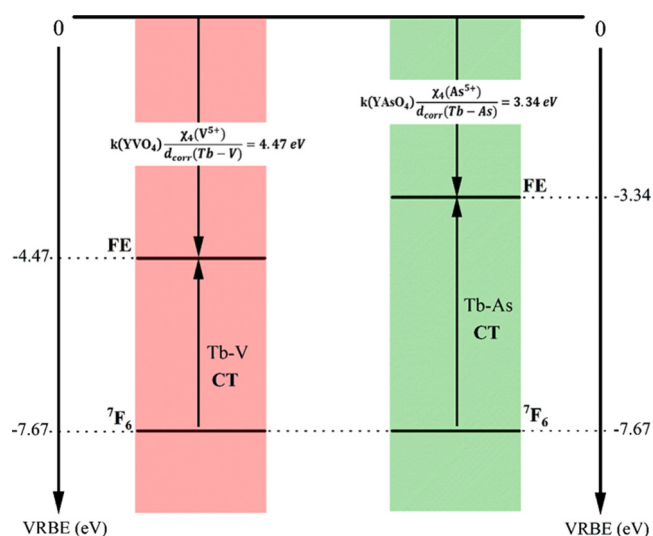 0 0
k(YAsO₄) χ₄(As⁵⁺) / d_corr(Tb − As) = 3.34 eV
k(YVO₄) χ₄(V⁵⁺) / d_corr(Tb − V) = 4.47 eV
FE -3.34
FE
-4.47
Tb-As
CT
Tb-V
CT
⁷F₆ ⁷F₆
-7.67 -7.67
VRBE (eV) VRBE (eV)